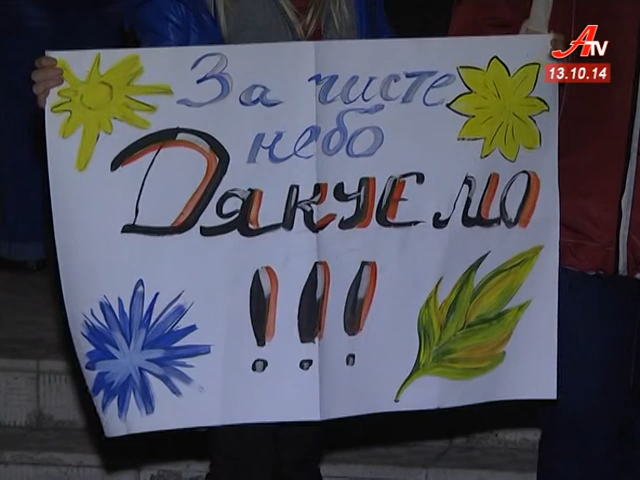 ATV
13.10.14
За чисте
небо
Дякуємо
!!!